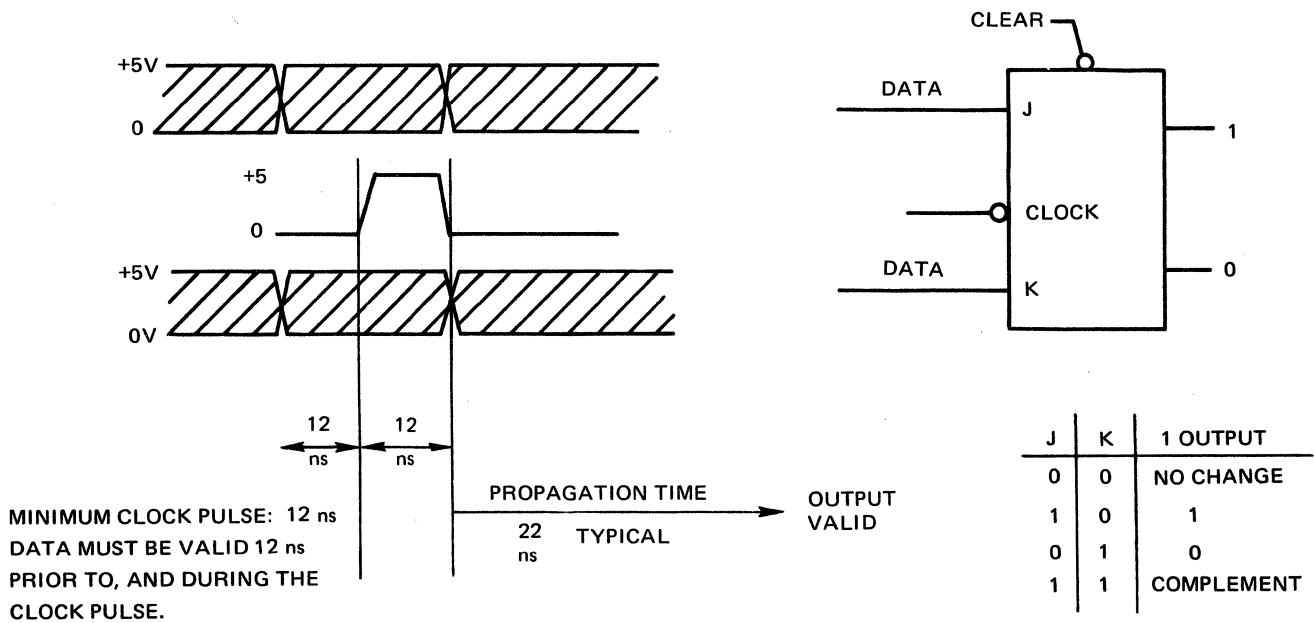 CLEAR
+5V
0
DATA
J
1
+5
0
CLOCK
+5V
0V
DATA
K
0
12
ns
12
ns
MINIMUM CLOCK PULSE: 12 ns
DATA MUST BE VALID 12 ns
PRIOR TO, AND DURING THE
CLOCK PULSE.
PROPAGATION TIME
22
ns
TYPICAL
OUTPUT
VALID
J K 1 OUTPUT
0 0 NO CHANGE
1 0 1
0 1 0
1 1 COMPLEMENT